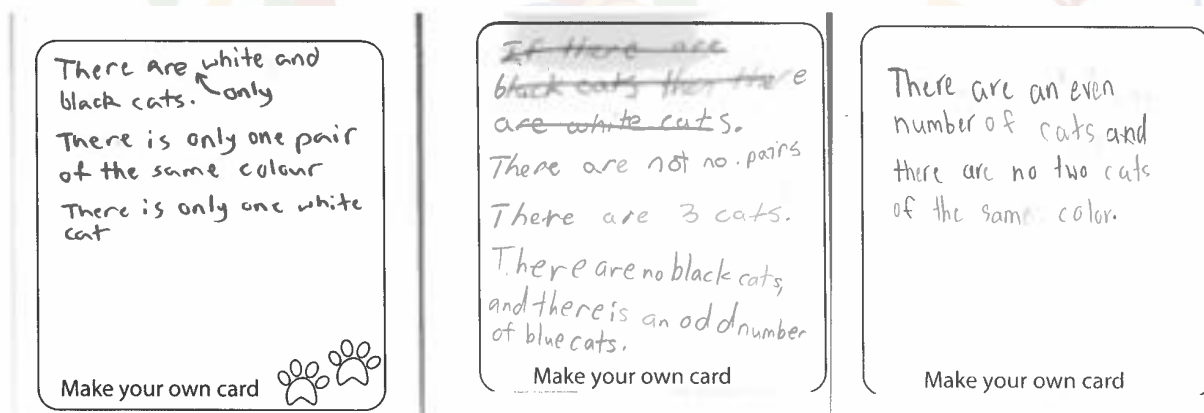 There are white and
only
black cats.
There is only one pair
of the same colour
There is only one white
cat
Make your own card
If there are
black cats then there
are white cats.
There are not no pairs
There are 3 cats.
There are no black cats,
and there is an odd number
of blue cats.
Make your own card
There are an even
number of cats and
there are no two cats
of the same color.
Make your own card